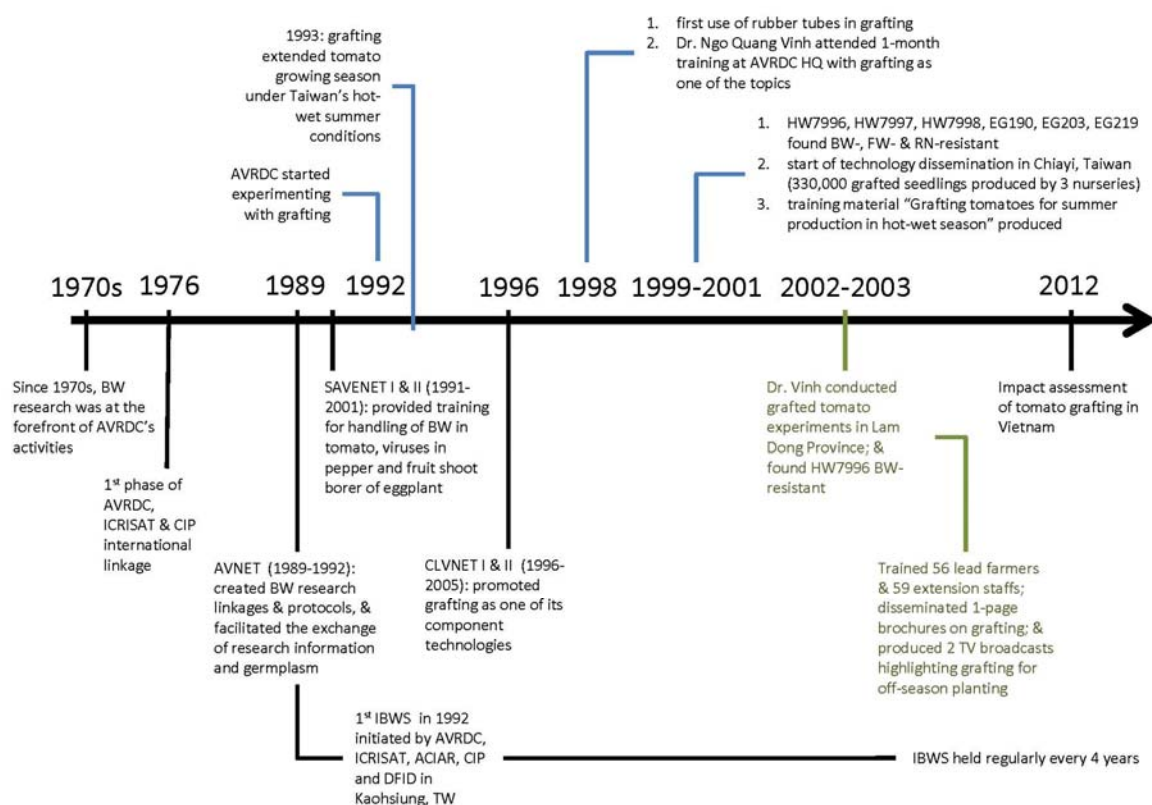 1993: grafting
extended tomato
growing season
under Taiwan's hot-
wet summer
conditions
AVRDC started
experimenting
with grafting
1. first use of rubber tubes in grafting
2. Dr. Ngo Quang Vinh attended 1-month
training at AVRDC HQ with grafting as
one of the topics
1. HW7996, HW7997, HW7998, EG190, EG203, EG219
found BW-, FW- & RN-resistant
2. start of technology dissemination in Chiayi, Taiwan
(330,000 grafted seedlings produced by 3 nurseries)
3. training material "Grafting tomatoes for summer
production in hot-wet season" produced
1970s 1976 1989 1992 1996 1998 1999-2001 2002-2003 2012
Since 1970s, BW
research was at the
forefront of AVRDC's
activities
1st phase of
AVRDC,
ICRISAT & CIP
international
linkage
AVNET (1989-1992):
created BW research
linkages & protocols, &
facilitated the exchange
of research information
and germplasm
SAVENET I & II (1991-
2001): provided training
for handling of BW in
tomato, viruses in
pepper and fruit shoot
borer of eggplant
CLVNET I & II (1996-
2005): promoted
grafting as one of its
component
technologies
Dr. Vinh conducted
grafted tomato
experiments in Lam
Dong Province; &
found HW7996 BW-
resistant
Trained 56 lead farmers
& 59 extension staffs;
disseminated 1-page
brochures on grafting; &
produced 2 TV broadcasts
highlighting grafting for
off-season planting
Impact assessment
of tomato grafting in
Vietnam
1st IBWS in 1992
initiated by AVRDC,
ICRISAT, ACIAR, CIP
and DFID in
Kaohsiung, TW
IBWS held regularly every 4 years